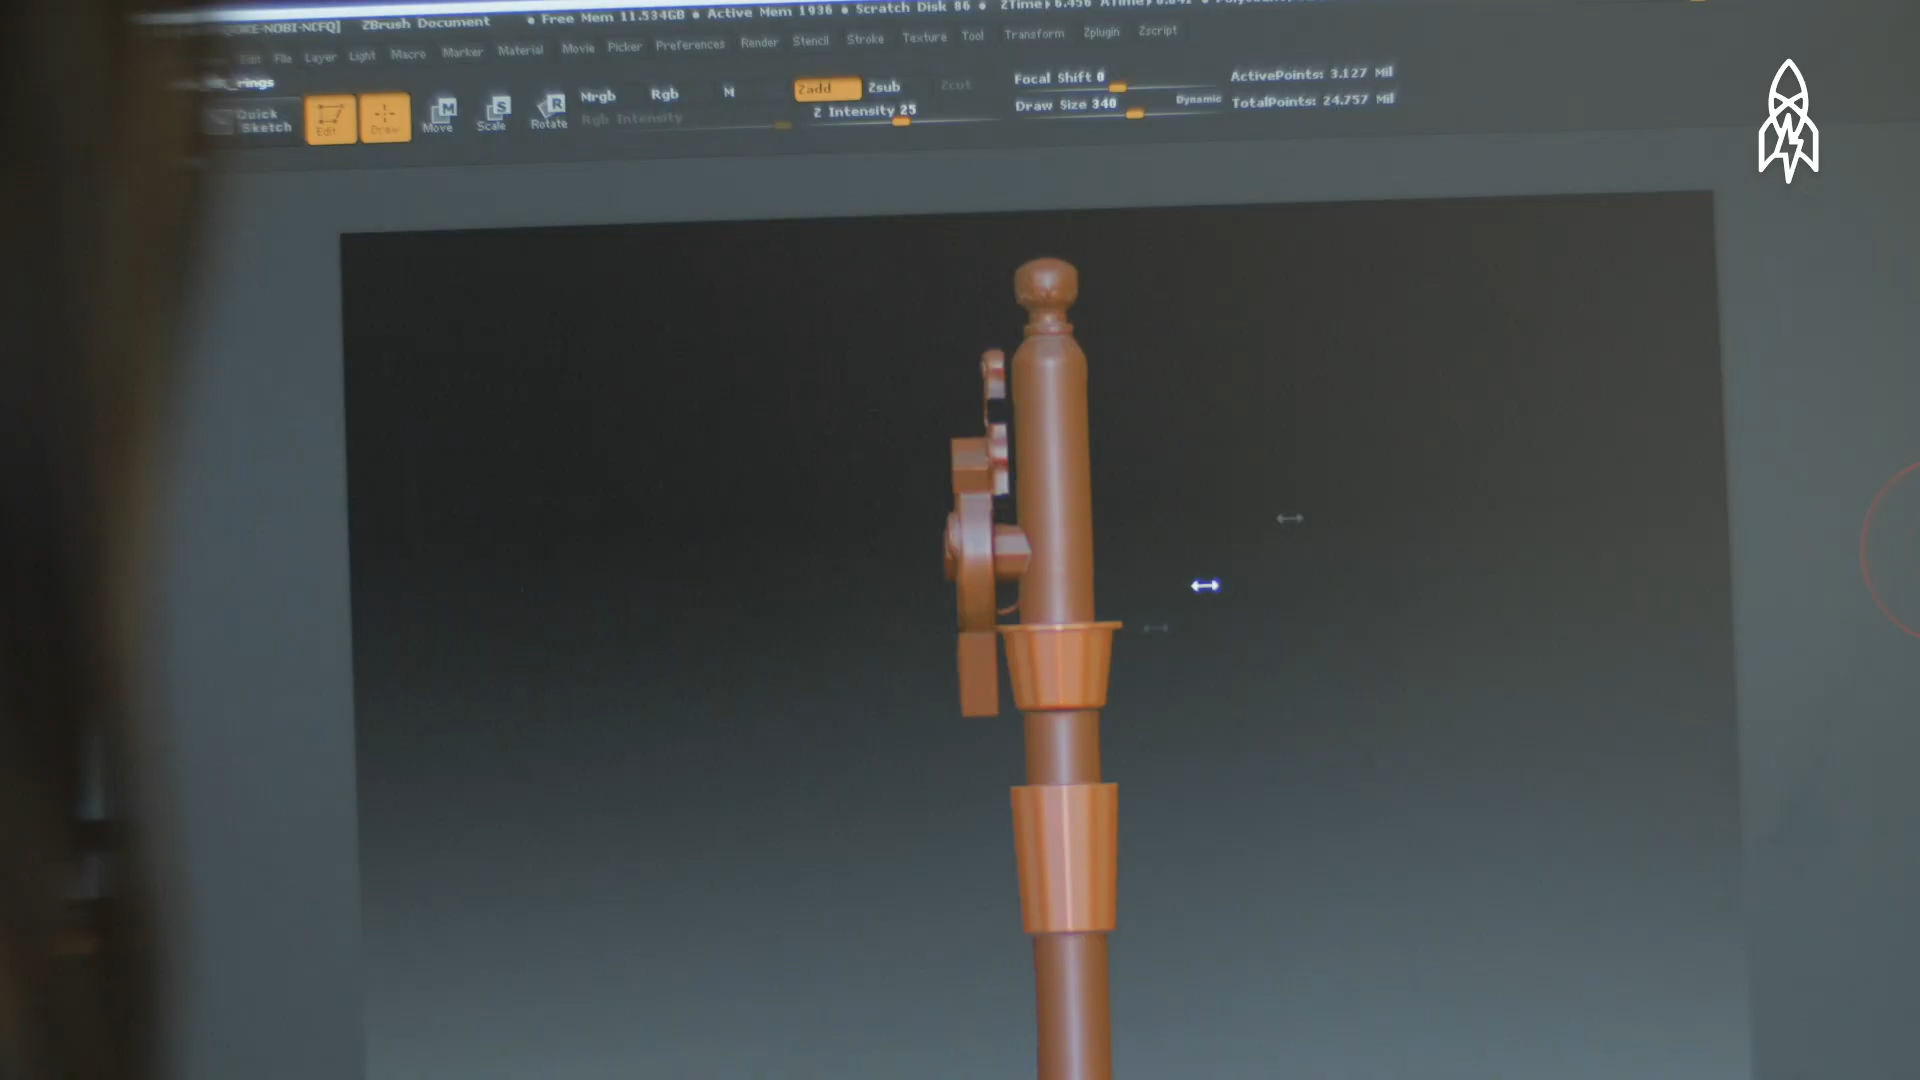 ZBrush Document • Free Mem 11.534GB • Active Mem 1936 • Scratch Disk 86 •
Edit File Layer Light Macro Marker Material Movie Picker Preferences Render Stencil Stroke Texture Tool Transform Zplugin Zscript
rings
Quick Sketch
Edit Draw Move Scale Rotate
M S R
Mrgb Rgb M
Rgb Intensity
Zadd Zsub Zcut
Z Intensity 25
Focal Shift 0
Draw Size 340 Dynamic
ActivePoints: 3.127 Mil
TotalPoints: 24.757 Mil